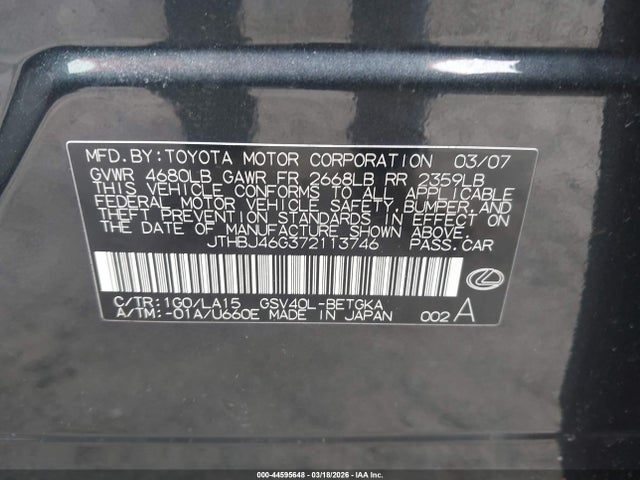 MFD.BY:TOYOTA MOTOR CORPORATION 03/07
GVWR 4680LB GAWR FR 2668LB RR 2359LB
THIS VEHICLE CONFORMS TO ALL APPLICABLE
FEDERAL MOTOR VEHICLE SAFETY, BUMPER, AND
THEFT PREVENTION STANDARDS IN EFFECT ON
THE DATE OF MANUFACTURE SHOWN ABOVE.
JTHBJ46G372113746 PASS.CAR
C/TR:1G0/LA15 GSV40L-BETGKA
A/TM:-01A/U660E MADE IN JAPAN 002 A
000-44595648 | 03/18/2026 - IAA Corp.